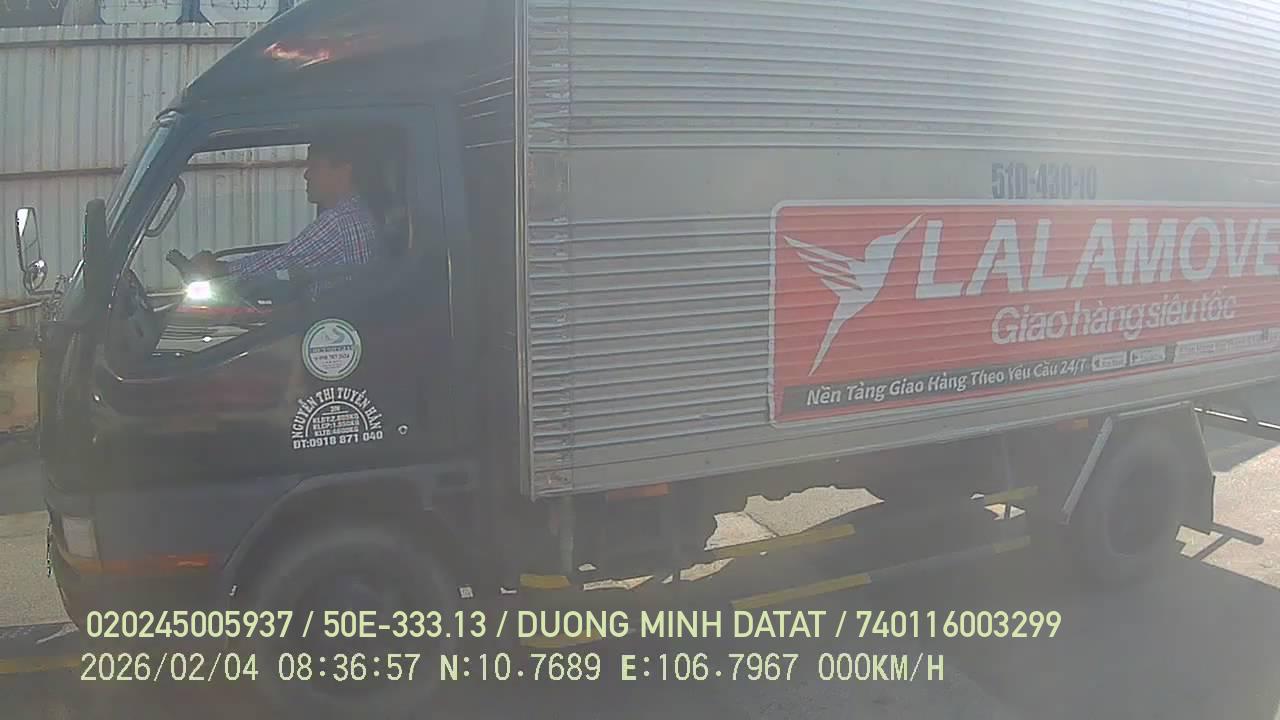 51D-430-10
LALAMOVE
Giao hàng siêu tốc
Nền Tảng Giao Hàng Theo Yêu Cầu 24/7
NGUYỄN THỊ TUYẾT HÂN
ĐT:0918 871 040
020245005937 / 50E-333.13 / DUONG MINH DATAT / 740116003299
2026/02/04 08:36:57 N:10.7689 E:106.7967 000KM/H